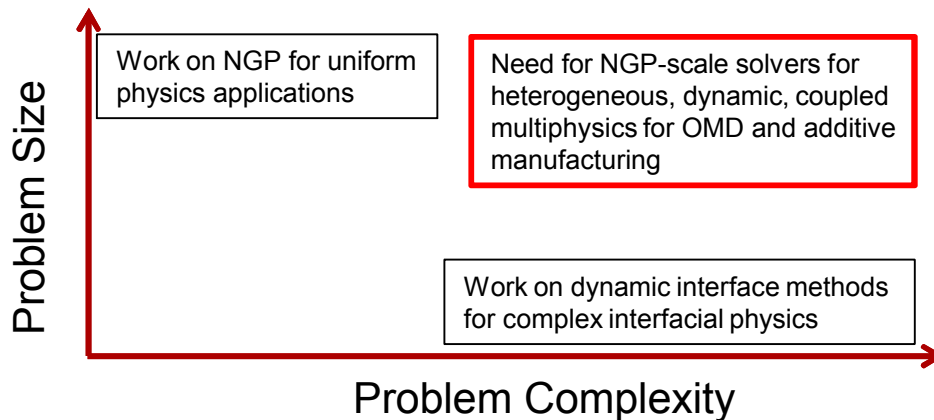 Problem Size
Work on NGP for uniform
physics applications
Need for NGP-scale solvers for
heterogeneous, dynamic, coupled
multiphysics for OMD and additive
manufacturing
Work on dynamic interface methods
for complex interfacial physics
Problem Complexity